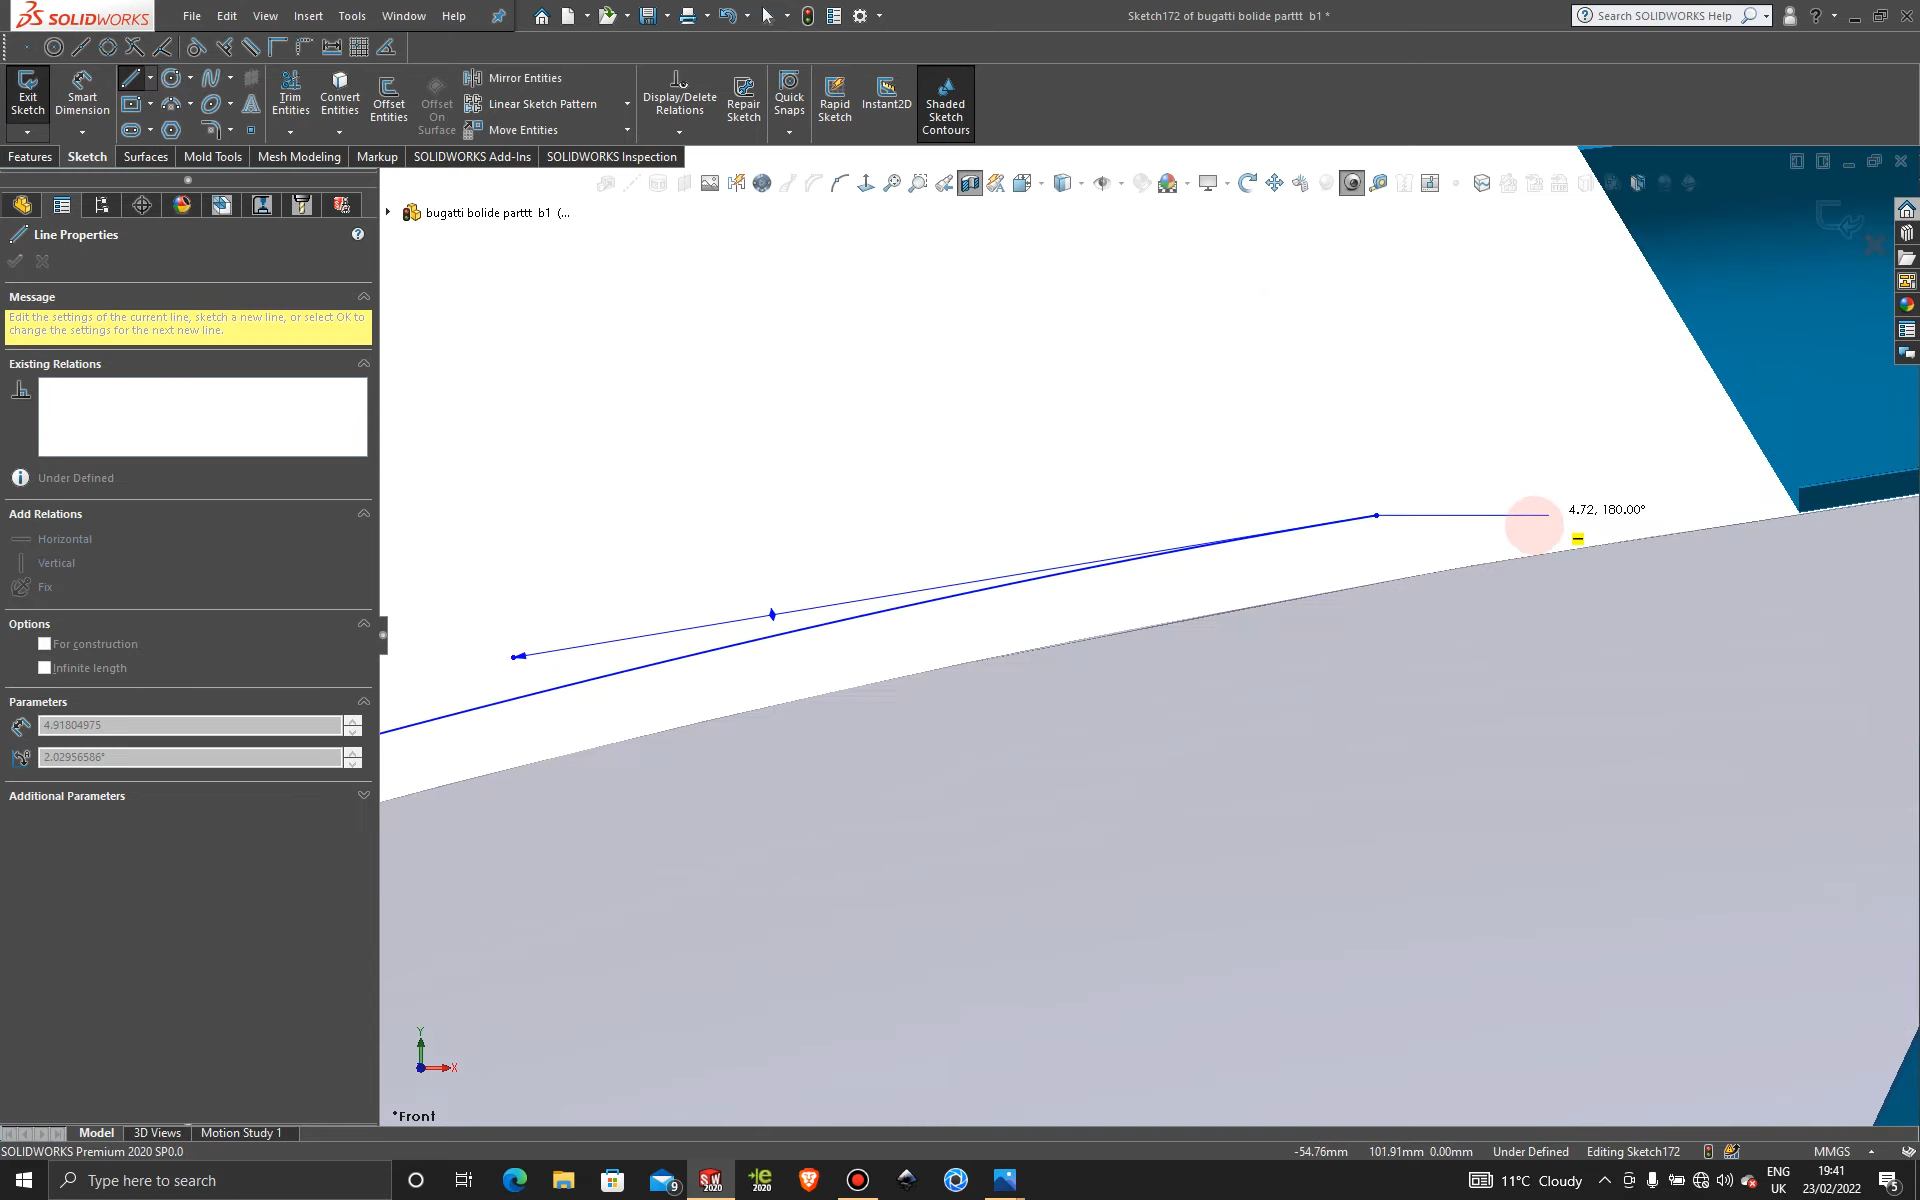 SOLIDWORKS
File Edit View Insert Tools Window Help
Sketch172 of bugatti bolide parttt b1 *
Search SOLIDWORKS Help
Exit Sketch
Smart Dimension
Trim Entities
Convert Entities
Offset Entities
Offset On Surface
Mirror Entities
Linear Sketch Pattern
Move Entities
Display/Delete Relations
Repair Sketch
Quick Snaps
Rapid Sketch
Instant2D
Shaded Sketch Contours
Features Sketch Surfaces Mold Tools Mesh Modeling Markup SOLIDWORKS Add-Ins SOLIDWORKS Inspection
bugatti bolide parttt b1 (...
Line Properties
Message
Edit the settings of the current line, sketch a new line, or select OK to
change the settings for the next new line.
Existing Relations
Under Defined
Add Relations
Horizontal
Vertical
Fix
Options
For construction
Infinite length
Parameters
4.91804975
2.02956586°
Additional Parameters
4.72, 180.00°
Y
X
*Front
Model 3D Views Motion Study 1
SOLIDWORKS Premium 2020 SP0.0
-54.76mm 101.91mm 0.00mm Under Defined Editing Sketch172 MMGS
Type here to search
9
SW 2020
e 2020
11°C Cloudy
ENG
UK
19:41
23/02/2022
5